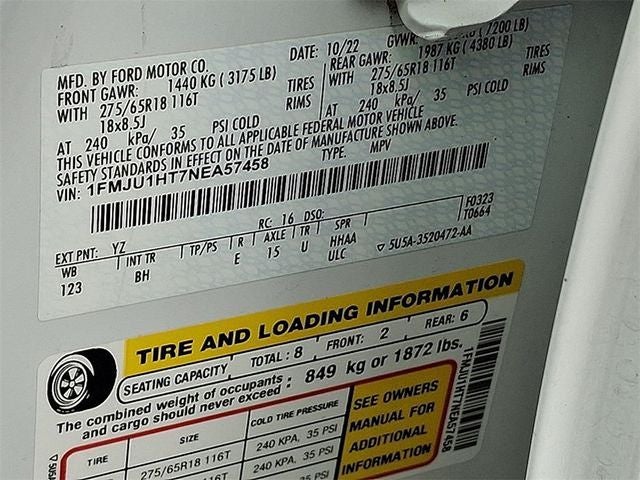 MFD. BY FORD MOTOR CO. DATE: 10/22 GVWR: 7200 LB)
FRONT GAWR: 1440 KG ( 3175 LB) REAR GAWR: 1987 KG ( 4380 LB)
WITH 275/65R18 116T TIRES WITH 275/65R18 116T TIRES
18x8.5J RIMS 18x8.5J RIMS
AT 240 kPa/ 35 PSI COLD AT 240 kPa/ 35 PSI COLD
THIS VEHICLE CONFORMS TO ALL APPLICABLE FEDERAL MOTOR VEHICLE
SAFETY STANDARDS IN EFFECT ON THE DATE OF MANUFACTURE SHOWN ABOVE.
VIN: 1FMJU1HT7NEA57458 TYPE: MPV
F0323
T0664
EXT PNT: YZ RC: 16 DSO:
WB INT TR TP/PS R AXLE TR SPR
123 BH E 15 U HHAA
ULC
5U5A-3520472-AA
TIRE AND LOADING INFORMATION
SEATING CAPACITY TOTAL : 8 FRONT: 2 REAR: 6
The combined weight of occupants
and cargo should never exceed : 849 kg or 1872 lbs.
TIRE SIZE COLD TIRE PRESSURE
275/65R18 116T 240 KPA, 35 PSI
240 KPA, 35 PSI
SEE OWNERS
MANUAL FOR
ADDITIONAL
INFORMATION
1FMJU1HT7NEA57458